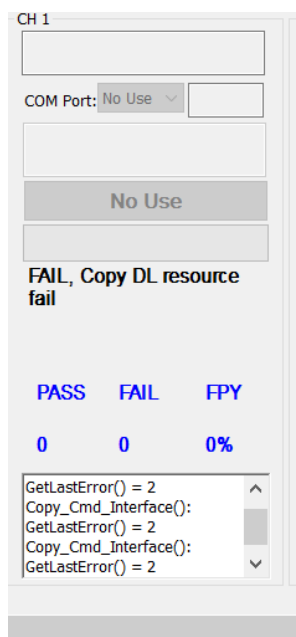 CH 1
COM Port: No Use
No Use
FAIL, Copy DL resource
fail
PASS FAIL FPY
0 0 0%
GetLastError() = 2
Copy_Cmd_Interface():
GetLastError() = 2
Copy_Cmd_Interface():
GetLastError() = 2